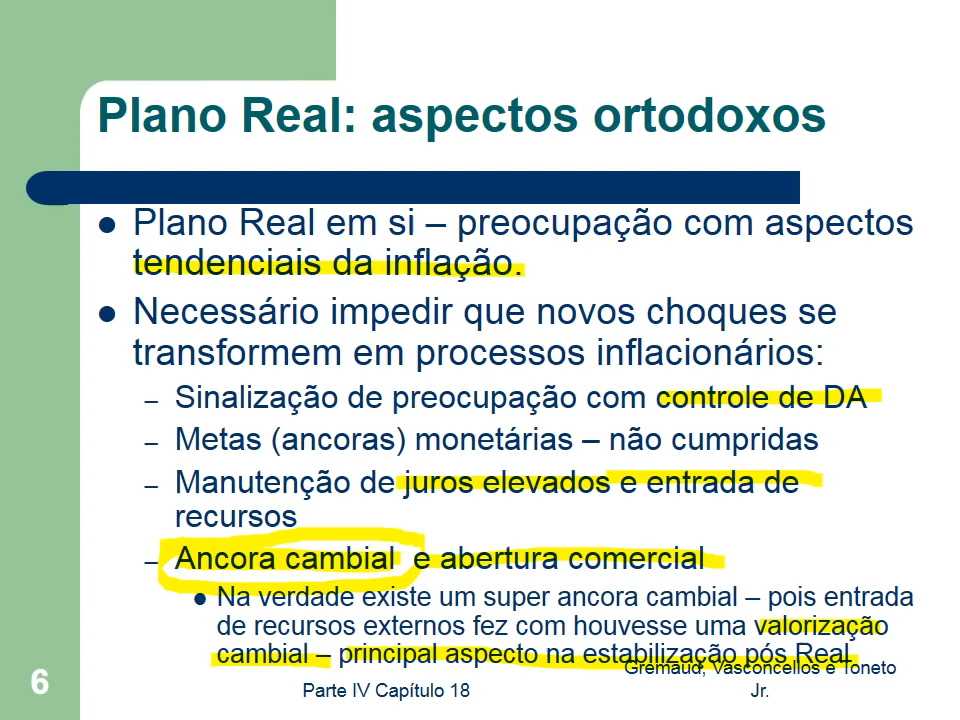 Plano Real: aspectos ortodoxos
Plano Real em si – preocupação com aspectos
tendenciais da inflação.
Necessário impedir que novos choques se
transformem em processos inflacionários:
– Sinalização de preocupação com controle de DA
– Metas (ancoras) monetárias – não cumpridas
– Manutenção de juros elevados e entrada de
recursos
– Ancora cambial e abertura comercial
Na verdade existe um super ancora cambial – pois entrada
de recursos externos fez com houvesse uma valorização
cambial – principal aspecto na estabilização pós Real
6
Parte IV Capítulo 18
Gremaud, Vasconcellos e Toneto
Jr.